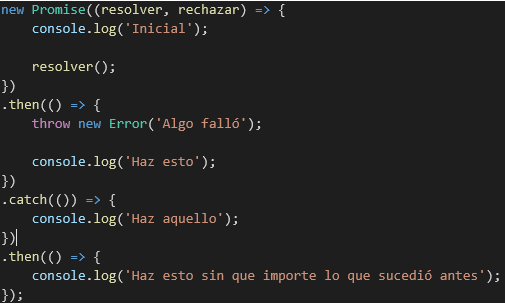 new Promise((resolver, rechazar) => {
    console.log('Inicial');

    resolver();
})
.then(() => {
    throw new Error('Algo falló');

    console.log('Haz esto');
})
.catch(()) => {
    console.log('Haz aquello');
})
.then(() => {
    console.log('Haz esto sin que importe lo que sucedió antes');
});